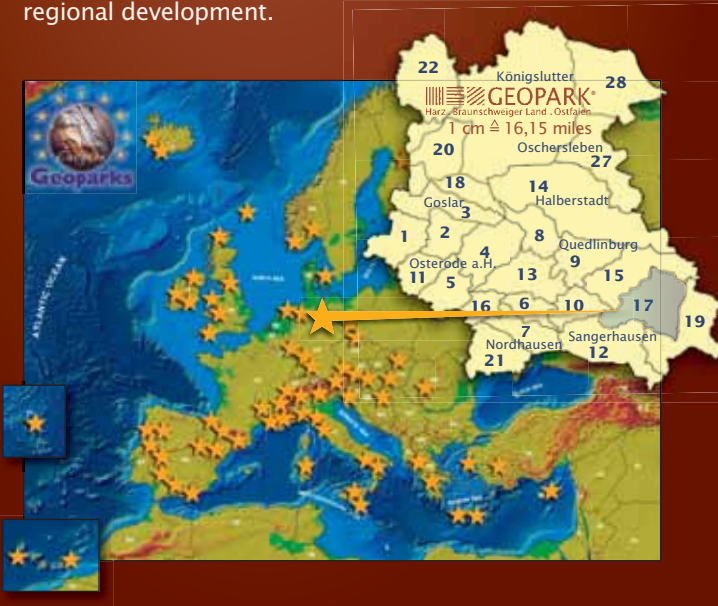 regional development.
22
Königslutter
28
GEOPARK®
Harz . Braunschweiger Land . Ostfalen
1 cm ≙ 16,15 miles
20
Oschersleben
27
18
14
Goslar
3
Halberstadt
1
2
8
Quedlinburg
4
9
Osterode a.H.
11
5
13
15
16
6
10
17
19
7
Nordhausen
Sangerhausen
21
12
Geoparks
ATLANTIC OCEAN